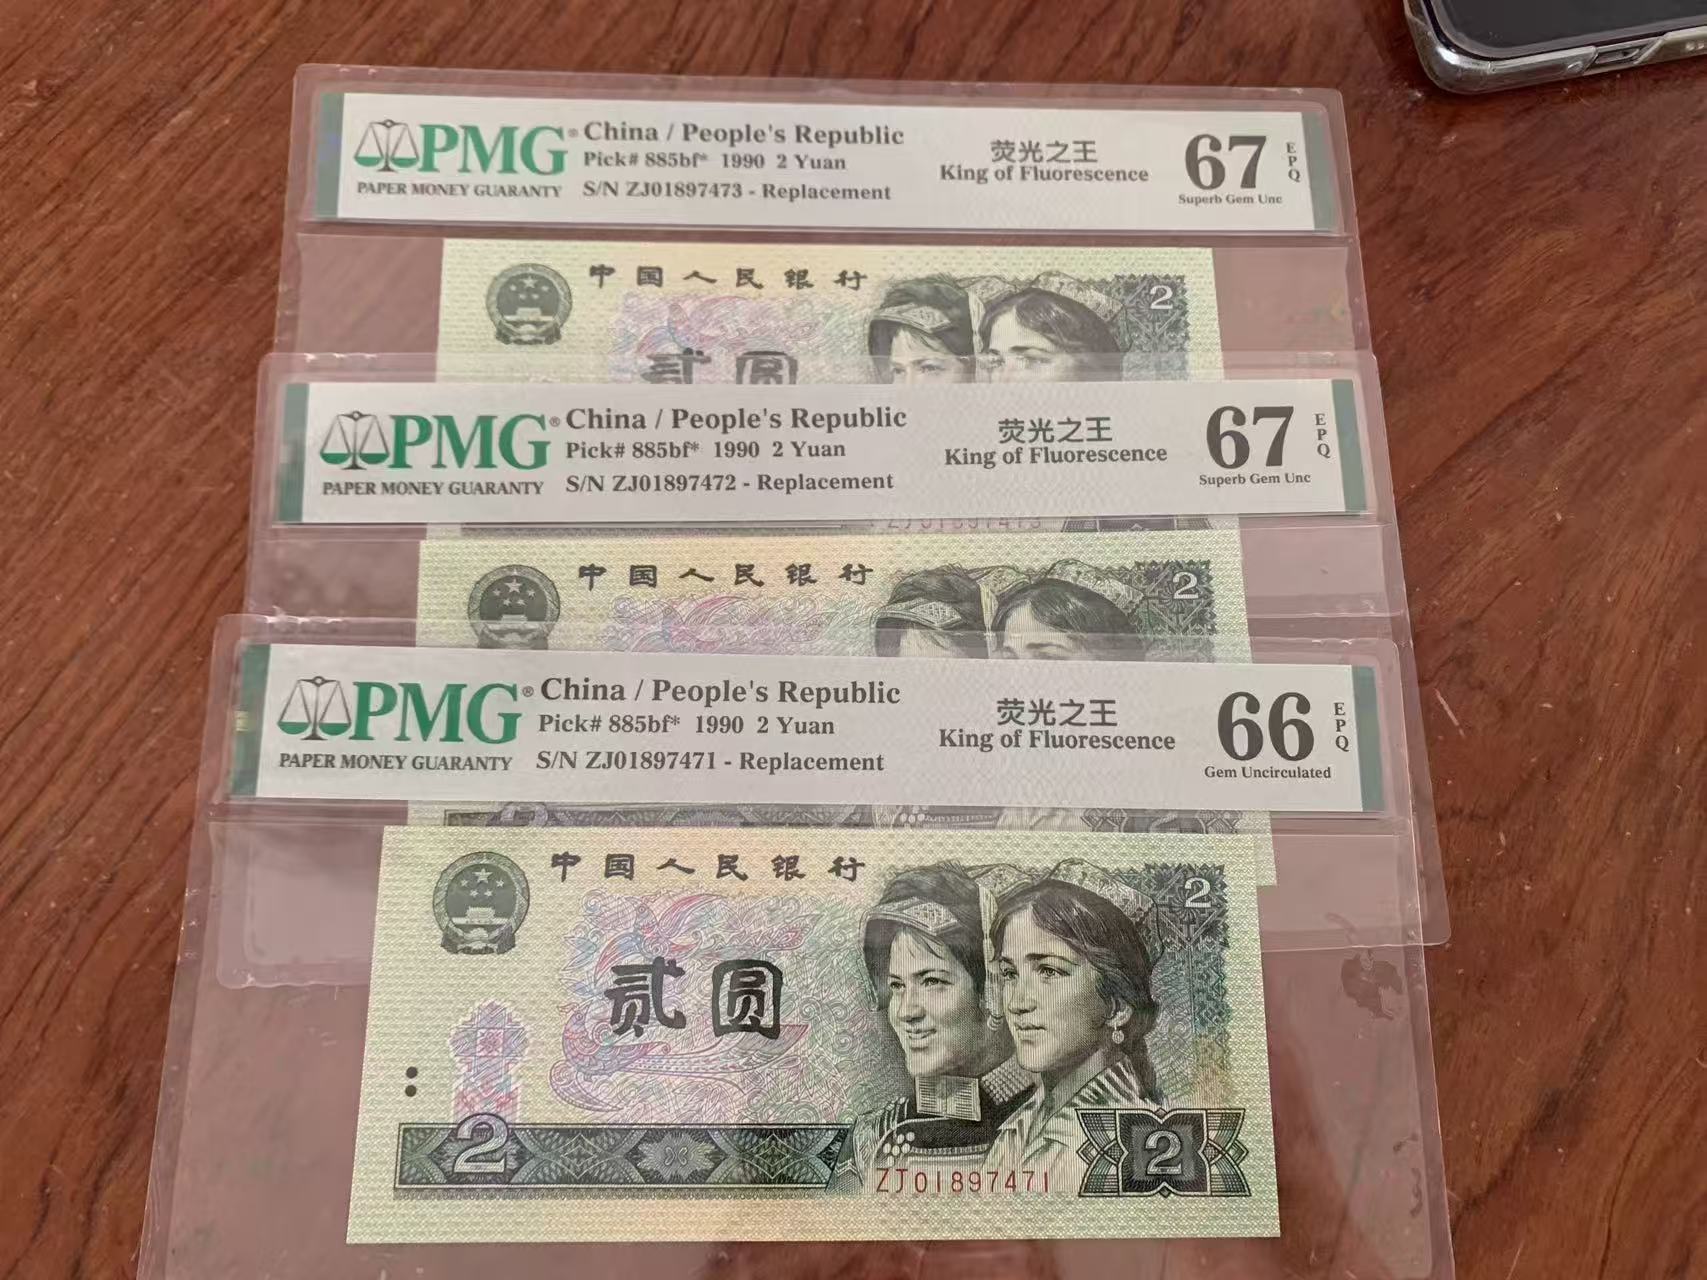 PMG®
PAPER MONEY GUARANTY
China / People's Republic
Pick# 885bf* 1990 2 Yuan
S/N ZJ01897473 - Replacement
荧光之王
King of Fluorescence
67
EPQ
Superb Gem Unc
中国人民银行
2
贰圆
PMG®
PAPER MONEY GUARANTY
China / People's Republic
Pick# 885bf* 1990 2 Yuan
S/N ZJ01897472 - Replacement
荧光之王
King of Fluorescence
67
EPQ
Superb Gem Unc
ZJ01897473
中国人民银行
2
PMG®
PAPER MONEY GUARANTY
China / People's Republic
Pick# 885bf* 1990 2 Yuan
S/N ZJ01897471 - Replacement
荧光之王
King of Fluorescence
66
EPQ
Gem Uncirculated
中国人民银行
2
贰圆
2
ZJ01897471
2